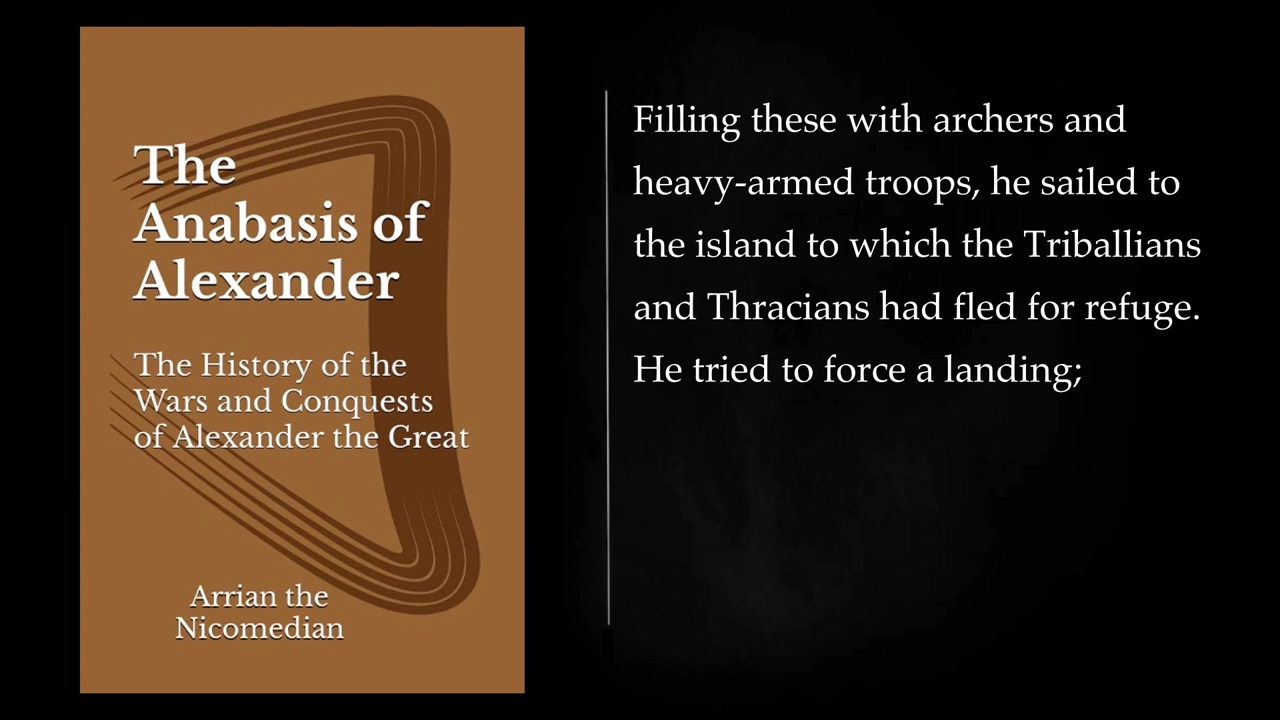 The
Anabasis of
Alexander
The History of the
Wars and Conquests
of Alexander the Great
Arrian the
Nicomedian
Filling these with archers and
heavy-armed troops, he sailed to
the island to which the Triballians
and Thracians had fled for refuge.
He tried to force a landing;